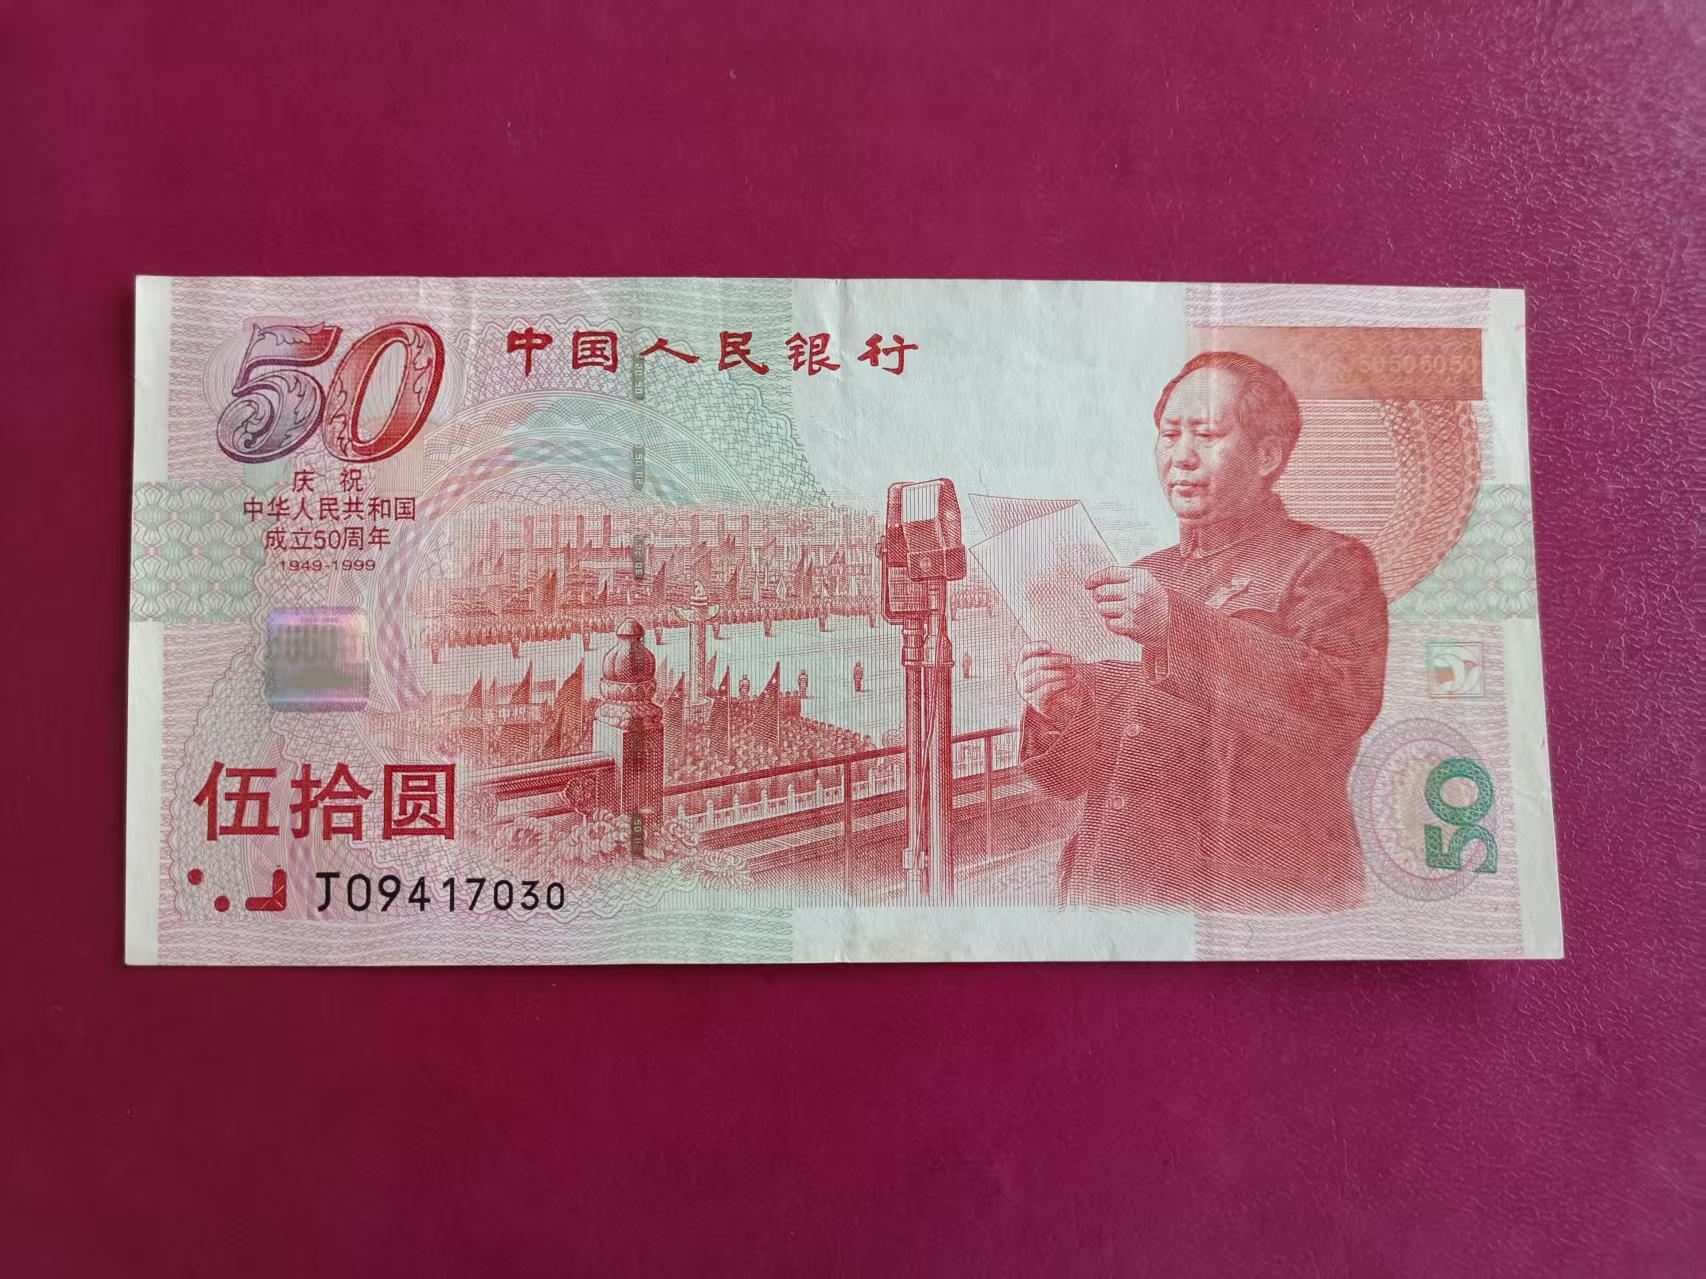 50
中国人民银行
庆祝
中华人民共和国
成立50周年
1949-1999
伍拾圆
J09417030
50